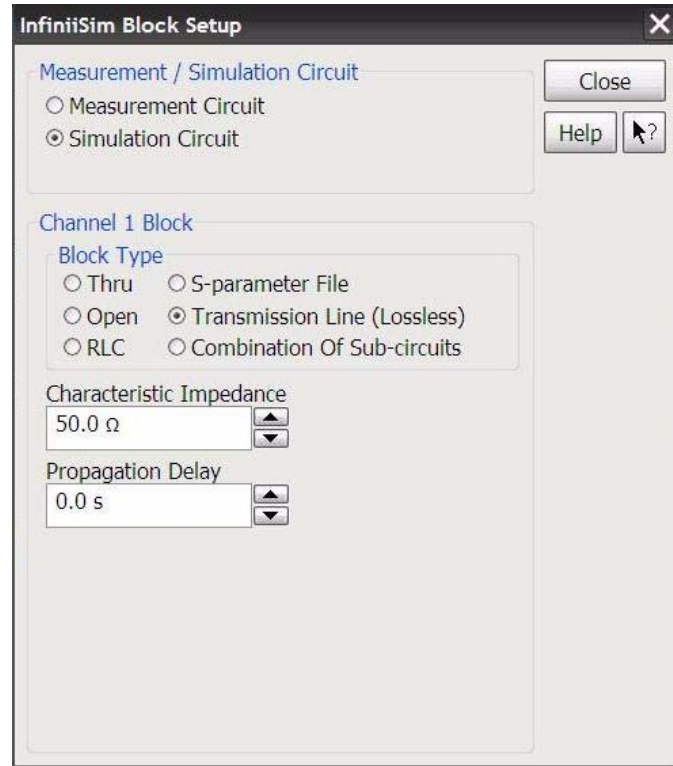 InfiniiSim Block Setup
Measurement / Simulation Circuit
Measurement Circuit
Simulation Circuit
Close
Help
?
Channel 1 Block
Block Type
Thru S-parameter File
Open Transmission Line (Lossless)
RLC Combination Of Sub-circuits
Characteristic Impedance
50.0 Ω
Propagation Delay
0.0 s